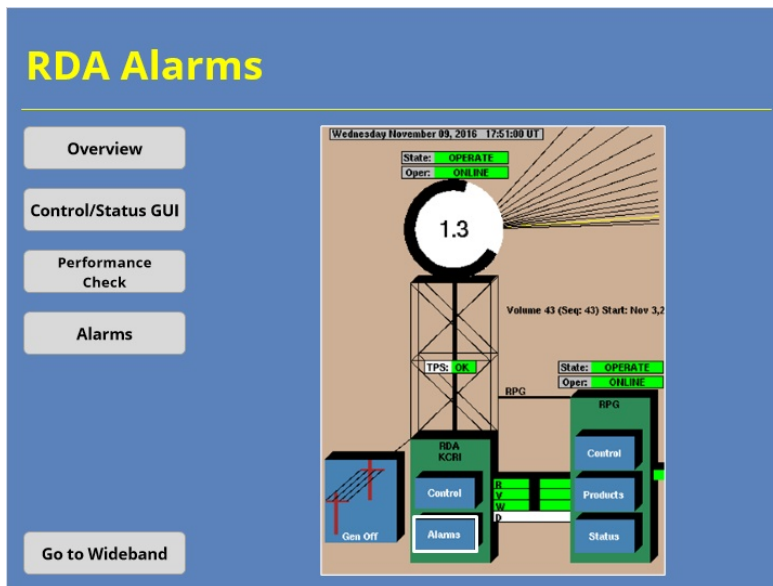 RDA Alarms
Overview
Control/Status GUI
Performance
Check
Alarms
Go to Wideband
Wednesday November 09, 2016 17:51:00 UT
State: OPERATE
Oper: ONLINE
1.3
Volume 43 (Seq: 43) Start: Nov 3,2
TPS: OK
State: OPERATE
Oper: ONLINE
RPG
RPG
RDA
KCRI
Control
Alarms
Gen Off
R
V
W
D
Control
Products
Status